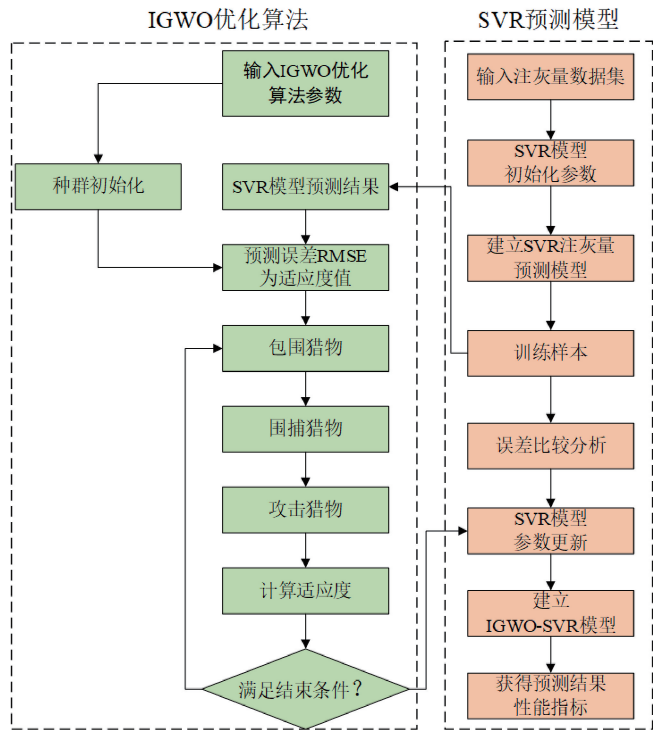 IGWO优化算法
SVR预测模型
输入IGWO优化
算法参数
种群初始化
SVR模型预测结果
预测误差RMSE
为适应度值
包围猎物
围捕猎物
攻击猎物
计算适应度
满足结束条件？
输入注灰量数据集
SVR模型
初始化参数
建立SVR注灰量
预测模型
训练样本
误差比较分析
SVR模型
参数更新
建立
IGWO-SVR模型
获得预测结果
性能指标